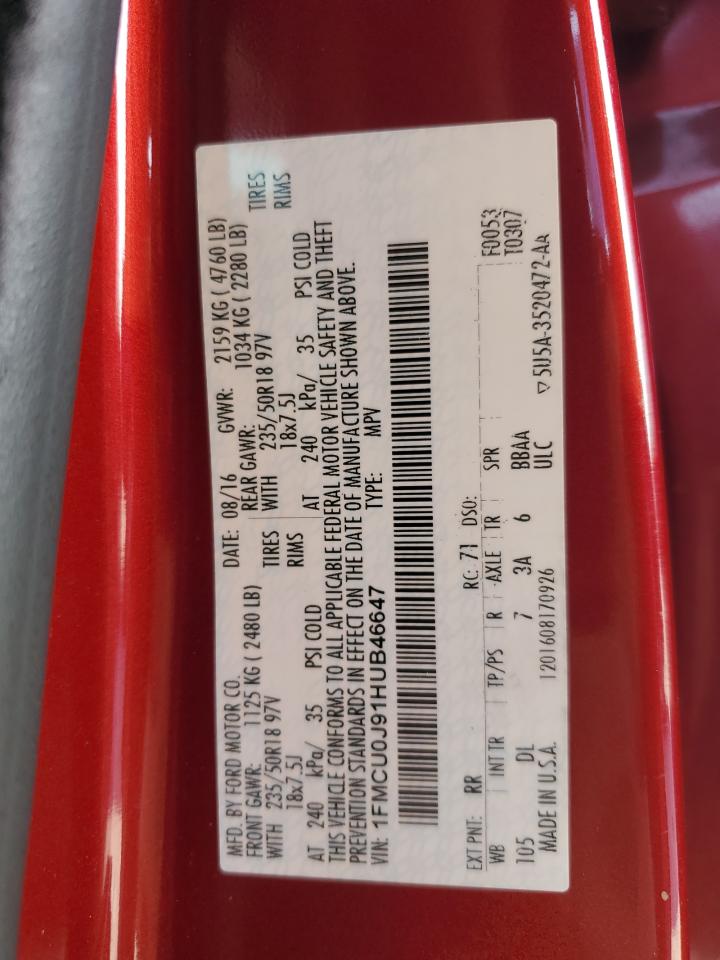 MFD. BY FORD MOTOR CO. DATE: 08/16 GVWR: 2159 KG ( 4760 LB)
FRONT GAWR: 1125 KG ( 2480 LB) REAR GAWR: 1034 KG ( 2280 LB)
WITH 235/50R18 97V TIRES WITH 235/50R18 97V TIRES
18x7.5J RIMS 18x7.5J RIMS
AT 240 kPa/ 35 PSI COLD AT 240 kPa/ 35 PSI COLD
THIS VEHICLE CONFORMS TO ALL APPLICABLE FEDERAL MOTOR VEHICLE SAFETY AND THEFT
PREVENTION STANDARDS IN EFFECT ON THE DATE OF MANUFACTURE SHOWN ABOVE.
VIN: 1FMCU0J91HUB46647 TYPE: MPV
EXT PNT: RR RC: 71 DSO: F0053
WB INT TR TP/PS R AXLE TR SPR T0307
105 DL 7 3A 6 BBAA
MADE IN U.S.A. 1201608170926 ULC ▽5U5A-3520472-AA